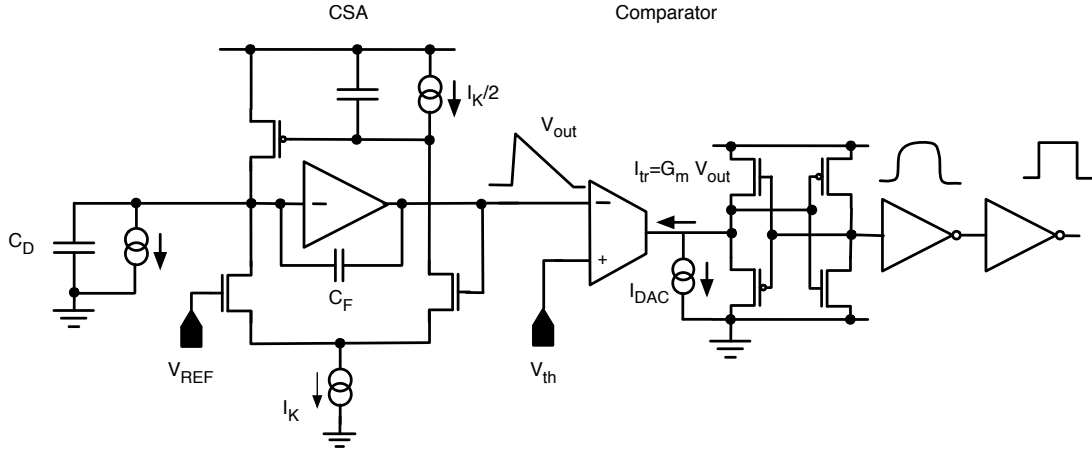 CSA
Comparator
I_K/2
V_out
I_tr=G_m V_out
C_D
C_F
I_DAC
V_REF
V_th
I_K
− 
−
+